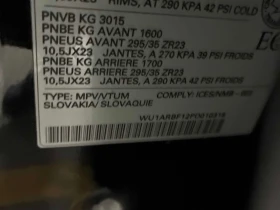 RIMS, AT 290 KPA 42 PSI COLD
PNVB KG 3015
PNBE KG AVANT 1600
PNEUS AVANT 295/35 ZR23
10,5JX23 JANTES, A 270 KPA 39 PSI FROIDS
PNBE KG ARRIERE 1700
PNEUS ARRIERE 295/35 ZR23
10,5JX23 JANTES, A 290 KPA 42 PSI FROIDS
TYPE: MPV/VTUM COMPLY: ICES/NMB-
SLOVAKIA / SLOVAQUIE